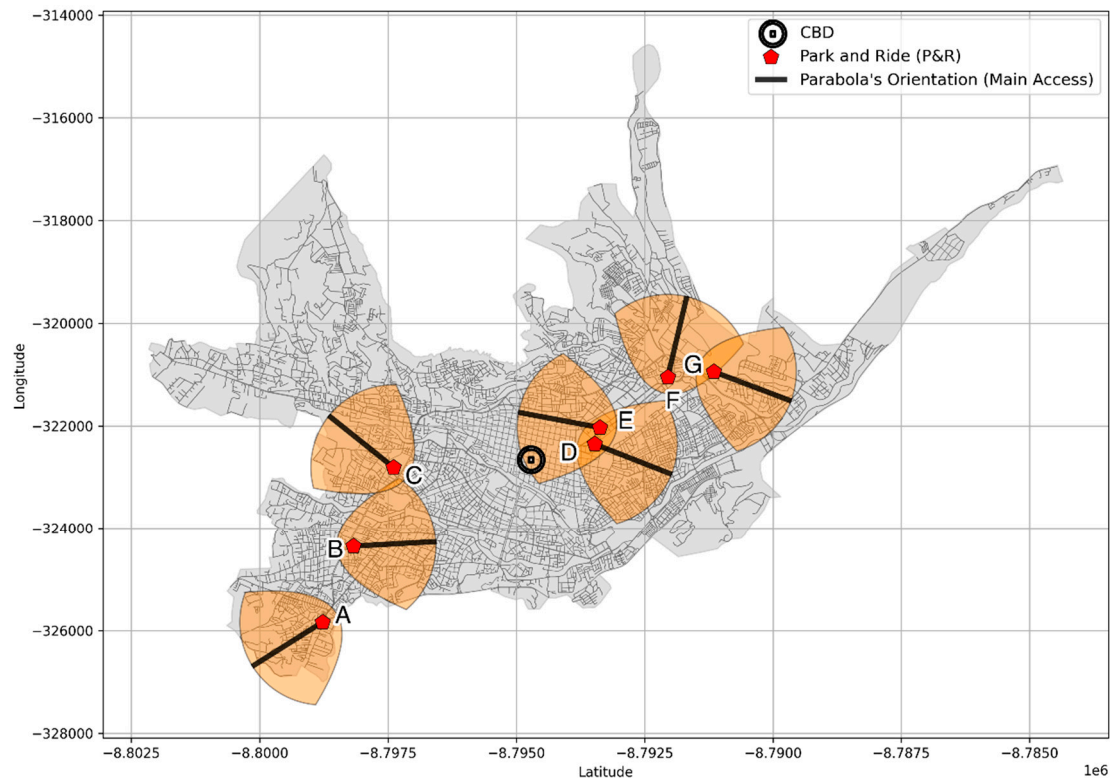 CBD
Park and Ride (P&R)
Parabola's Orientation (Main Access)
−314000
−316000
−318000
−320000
−322000
−324000
−326000
−328000
Longitude
G
F
E
D
C
B
A
−8.8025
−8.8000
−8.7975
−8.7950
−8.7925
−8.7900
−8.7875
−8.7850
1e6
Latitude